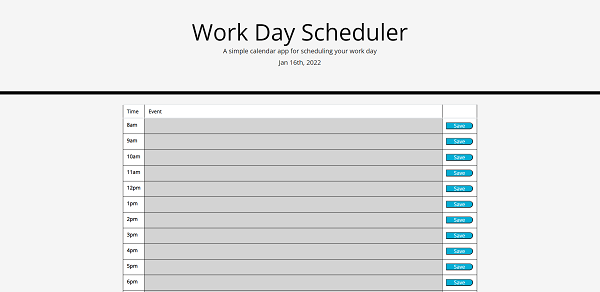 Work Day Scheduler
A simple calendar app for scheduling your work day
Jan 16th, 2022
Time Event
8am Save
9am Save
10am Save
11am Save
12pm Save
1pm Save
2pm Save
3pm Save
4pm Save
5pm Save
6pm Save